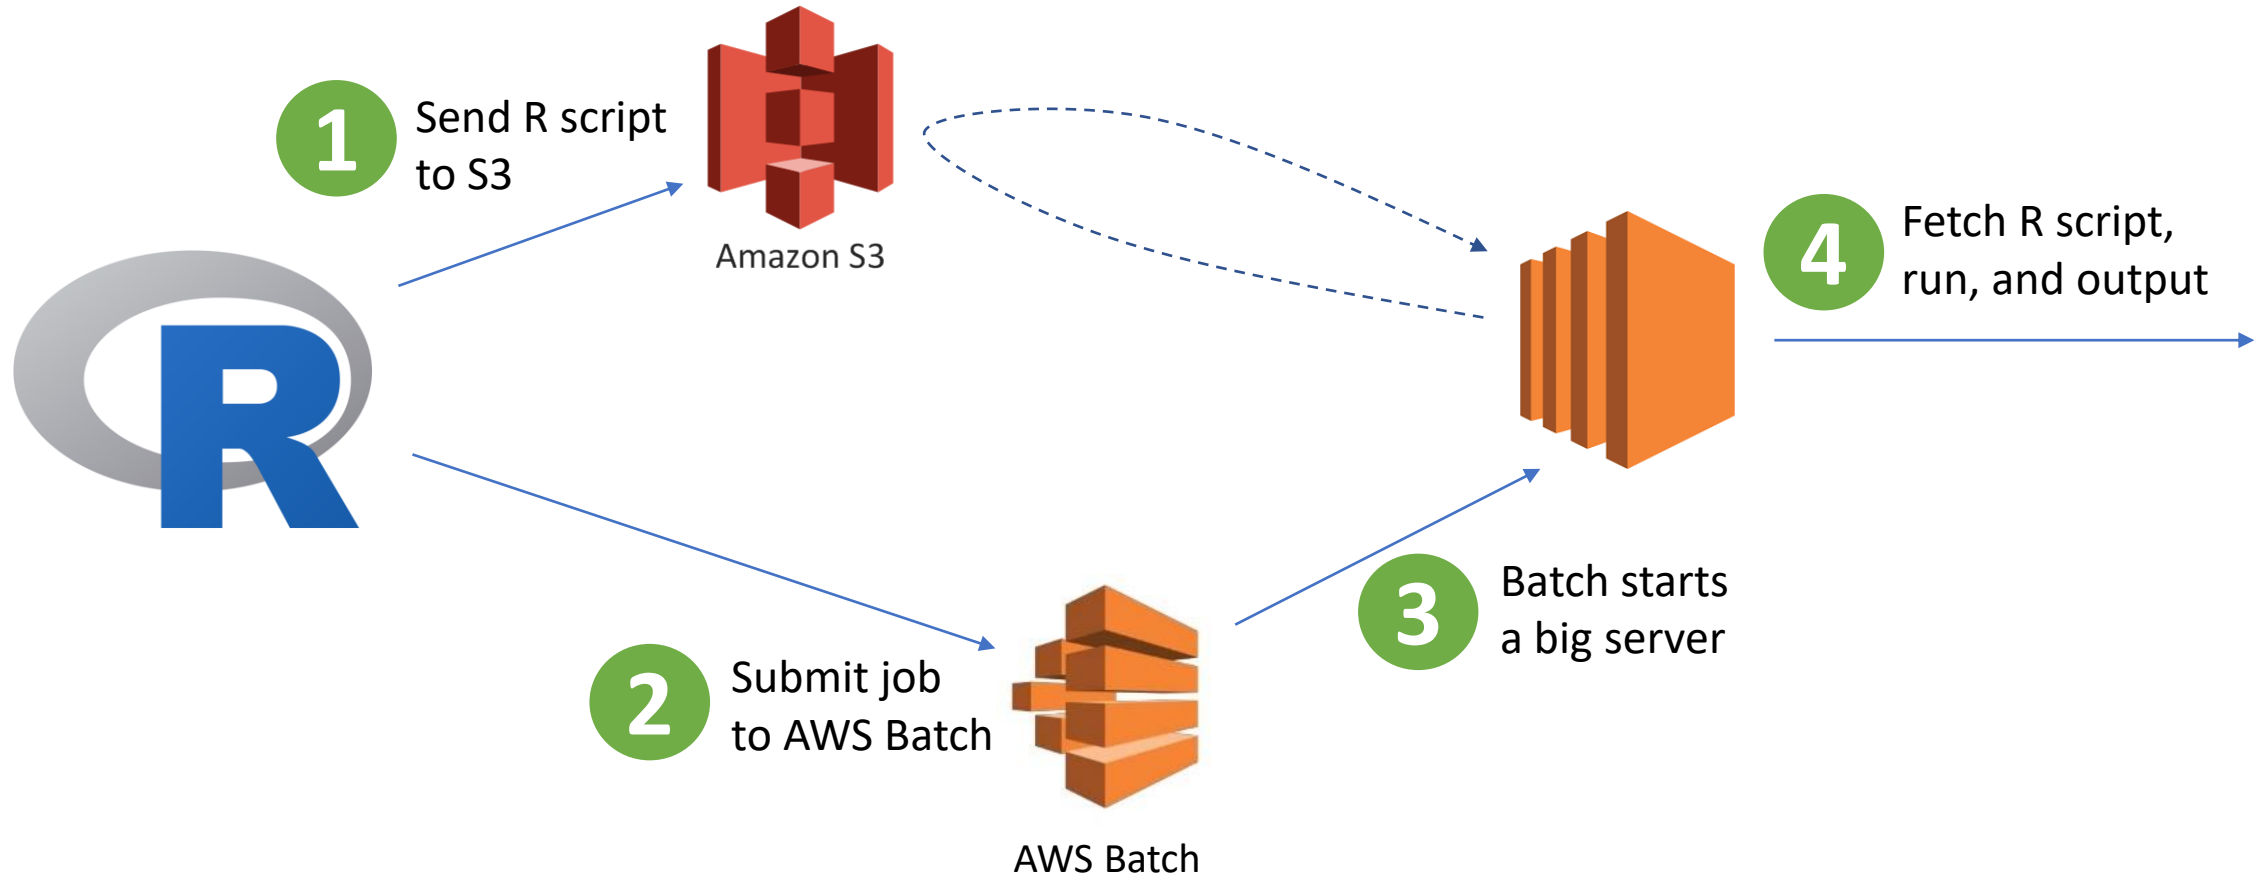 1
Send R script
to S3
Amazon S3
R
2
Submit job
to AWS Batch
AWS Batch
3
Batch starts
a big server
4
Fetch R script,
run, and output